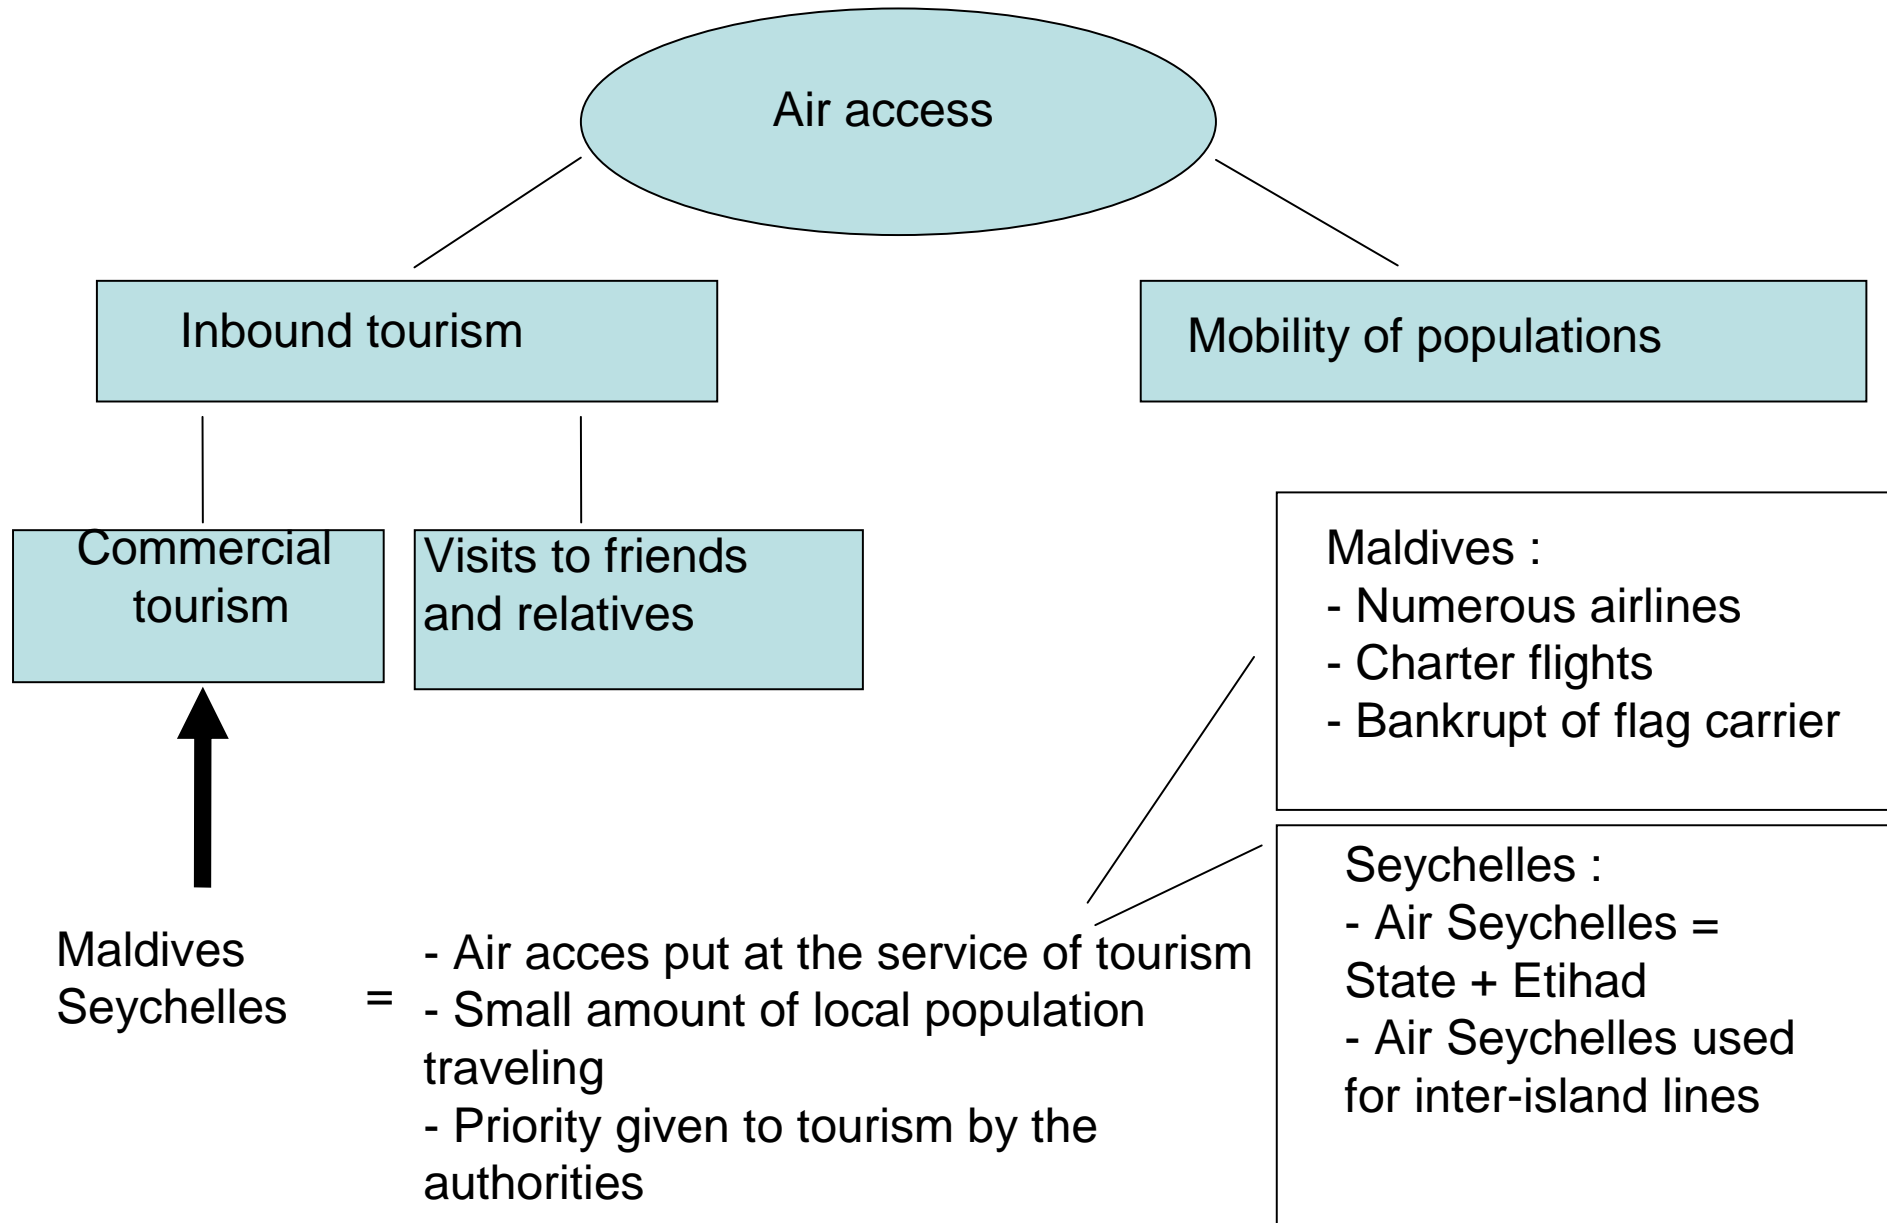 Air access
Inbound tourism
Mobility of populations
Commercial
tourism
Visits to friends
and relatives
Maldives :
- Numerous airlines
- Charter flights
- Bankrupt of flag carrier
Seychelles :
- Air Seychelles =
State + Etihad
- Air Seychelles used
for inter-island lines
Maldives
Seychelles
=
- Air acces put at the service of tourism
- Small amount of local population
traveling
- Priority given to tourism by the
authorities